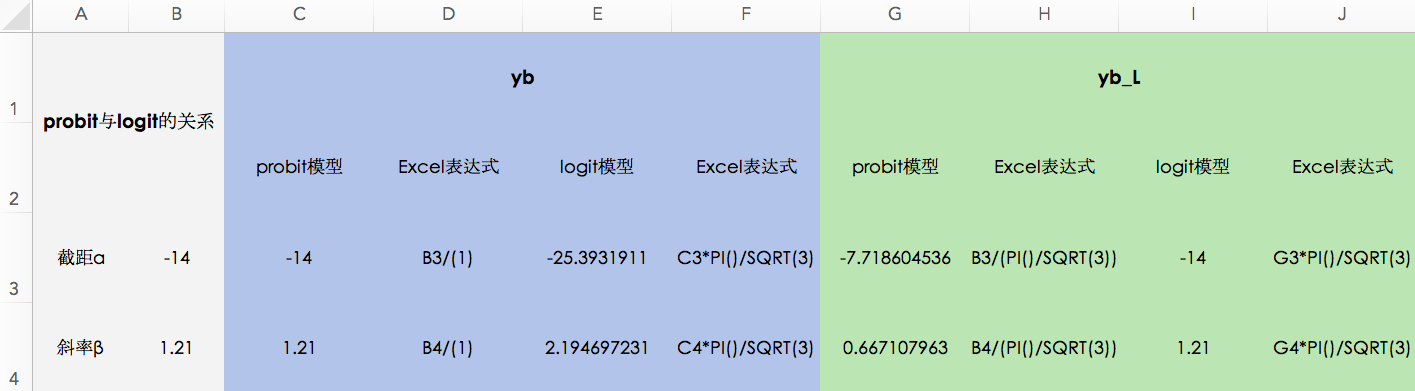 A B C D E F G H I J
1 yb yb_L
probit与logit的关系
2 probit模型 Excel表达式 logit模型 Excel表达式 probit模型 Excel表达式 logit模型 Excel表达式
3 截距α -14 -14 B3/(1) -25.3931911 C3*PI()/SQRT(3) -7.718604536 B3/(PI()/SQRT(3)) -14 G3*PI()/SQRT(3)
4 斜率β 1.21 1.21 B4/(1) 2.194697231 C4*PI()/SQRT(3) 0.667107963 B4/(PI()/SQRT(3)) 1.21 G4*PI()/SQRT(3)